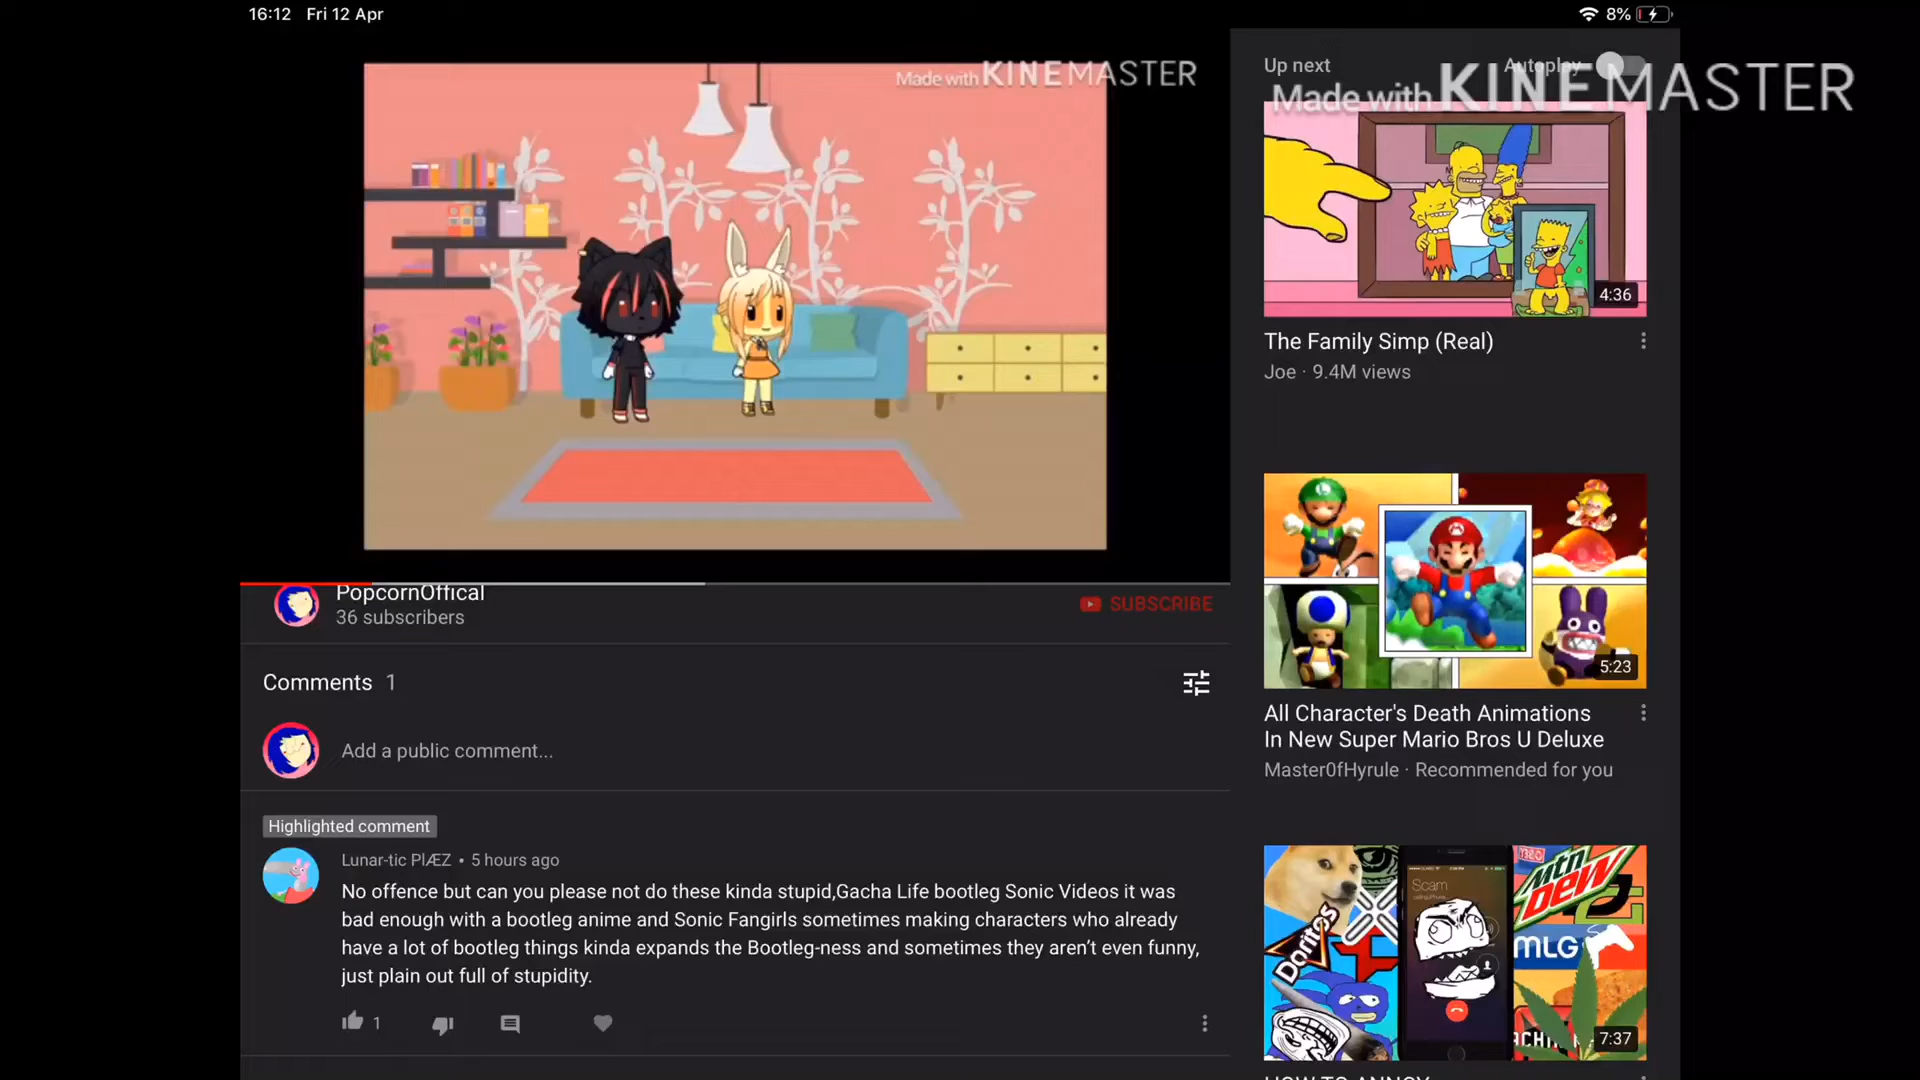 16:12 Fri 12 Apr
8%
Made with KINEMASTER
Up next
Autoplay
Made with KINEMASTER
4:36
The Family Simp (Real)
Joe · 9.4M views
PopcornOffical
36 subscribers
SUBSCRIBE
Comments 1
Add a public comment...
Highlighted comment
Lunar-tic PlÆZ • 5 hours ago
No offence but can you please not do these kinda stupid,Gacha Life bootleg Sonic Videos it was
bad enough with a bootleg anime and Sonic Fangirls sometimes making characters who already
have a lot of bootleg things kinda expands the Bootleg-ness and sometimes they aren't even funny,
just plain out full of stupidity.
1
5:23
All Character's Death Animations
In New Super Mario Bros U Deluxe
Master0fHyrule · Recommended for you
Scam
Doritos
mtn
DEW
MLG
7:37
HOW TO ANNOY